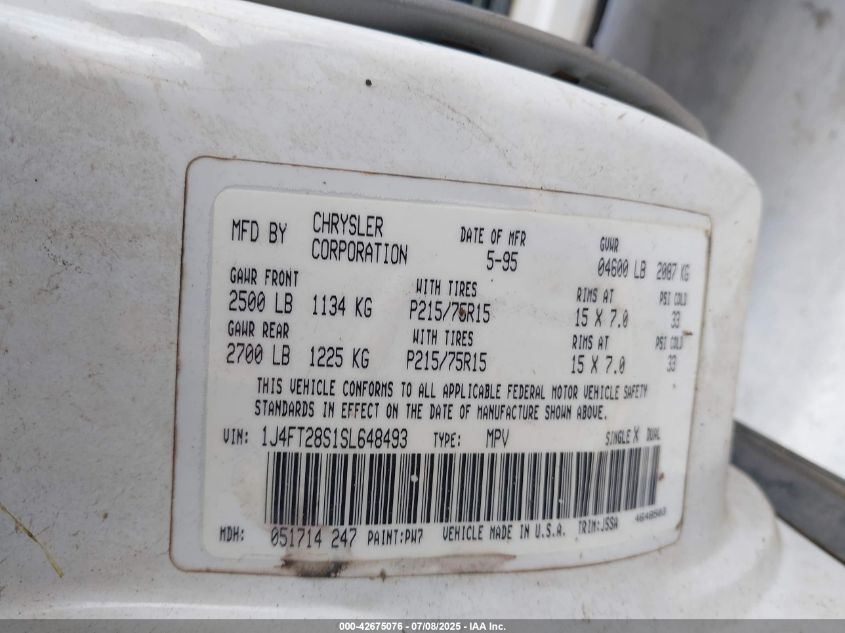 MFD BY CHRYSLER CORPORATION DATE OF MFR 5-95 GVWR 04600 LB 2087 KG
GAWR FRONT WITH TIRES RIMS AT PSI COLD
2500 LB 1134 KG P215/75R15 15 X 7.0 33
GAWR REAR WITH TIRES RIMS AT PSI COLD
2700 LB 1225 KG P215/75R15 15 X 7.0 33
THIS VEHICLE CONFORMS TO ALL APPLICABLE FEDERAL MOTOR VEHICLE SAFETY
STANDARDS IN EFFECT ON THE DATE OF MANUFACTURE SHOWN ABOVE.
VIN: 1J4FT28S1SL648493 TYPE: MPV SINGLE X DUAL
MDH: 051714 247 PAINT:PW7 VEHICLE MADE IN U.S.A. TRIM:JSSA
000-42675076 - 07/08/2025 - IAA Inc.